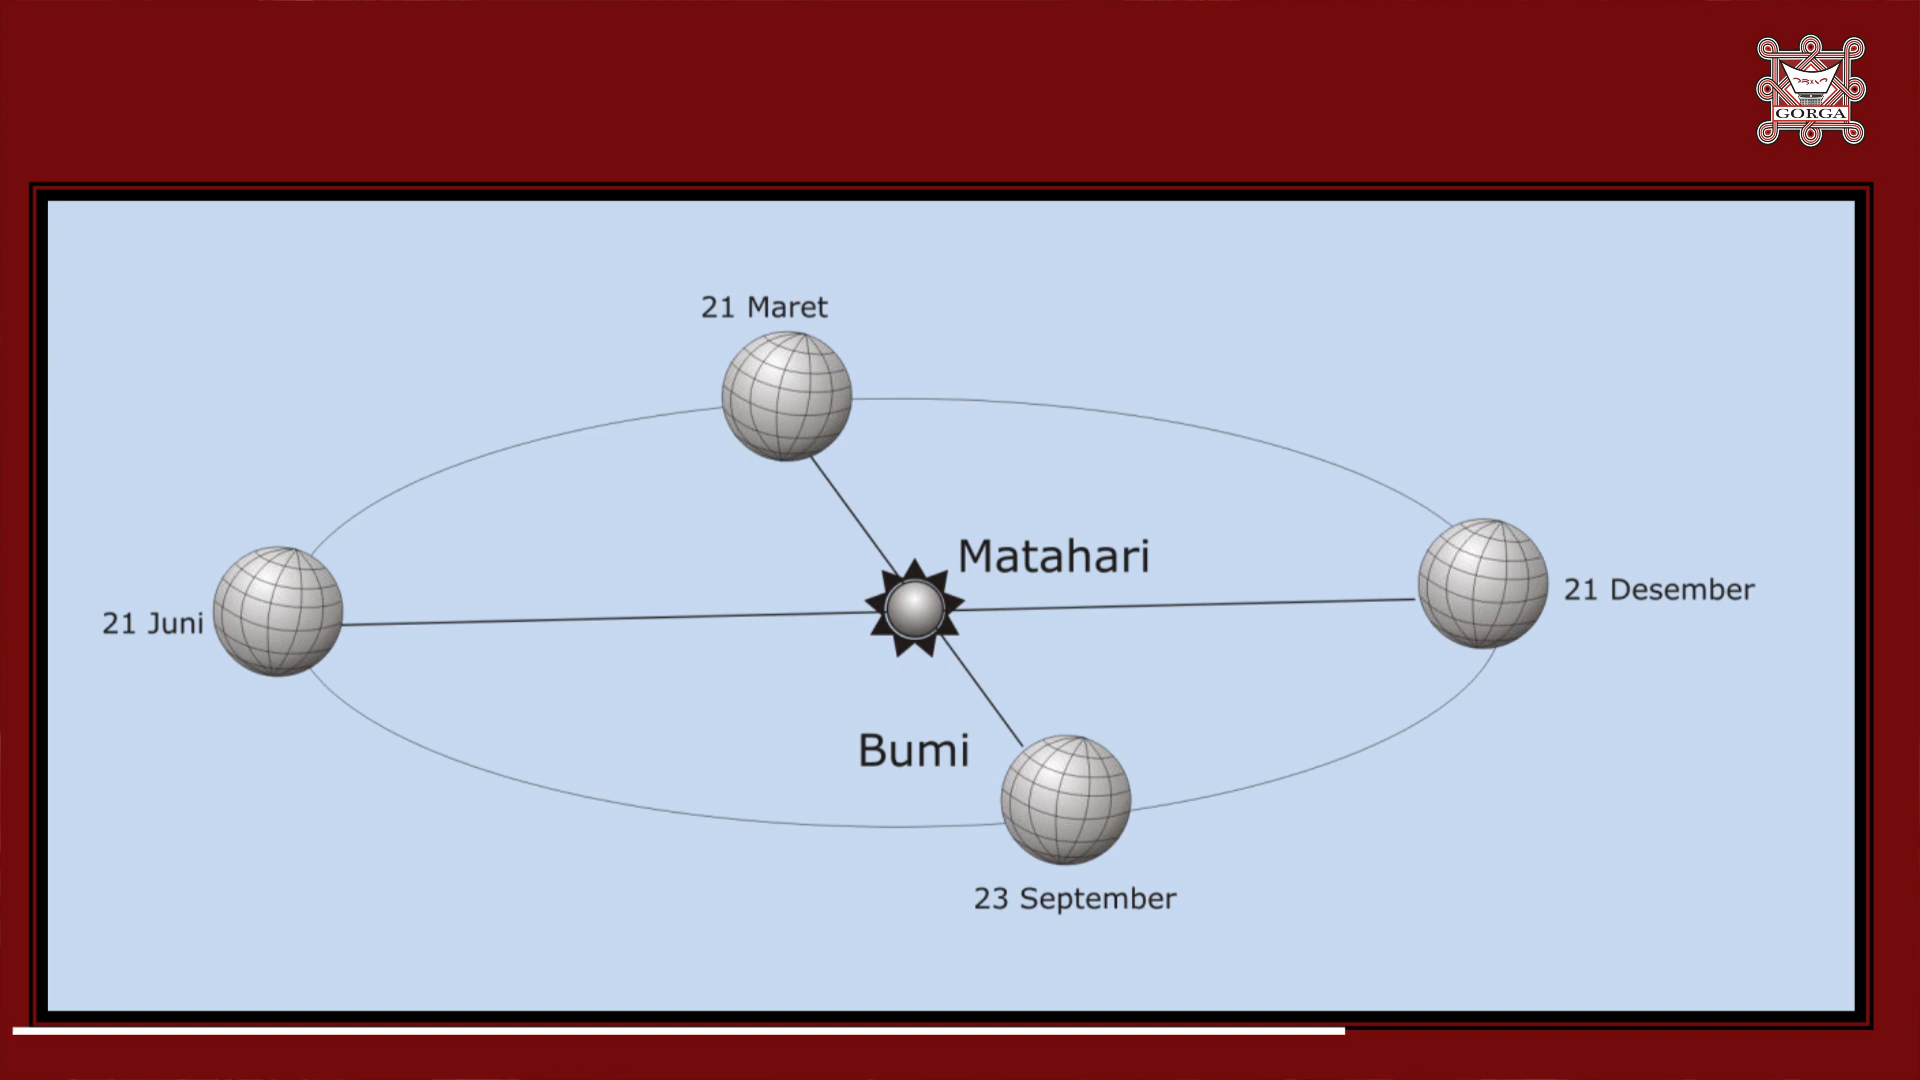 GORGA
21 Maret
Matahari
21 Juni
21 Desember
Bumi
23 September